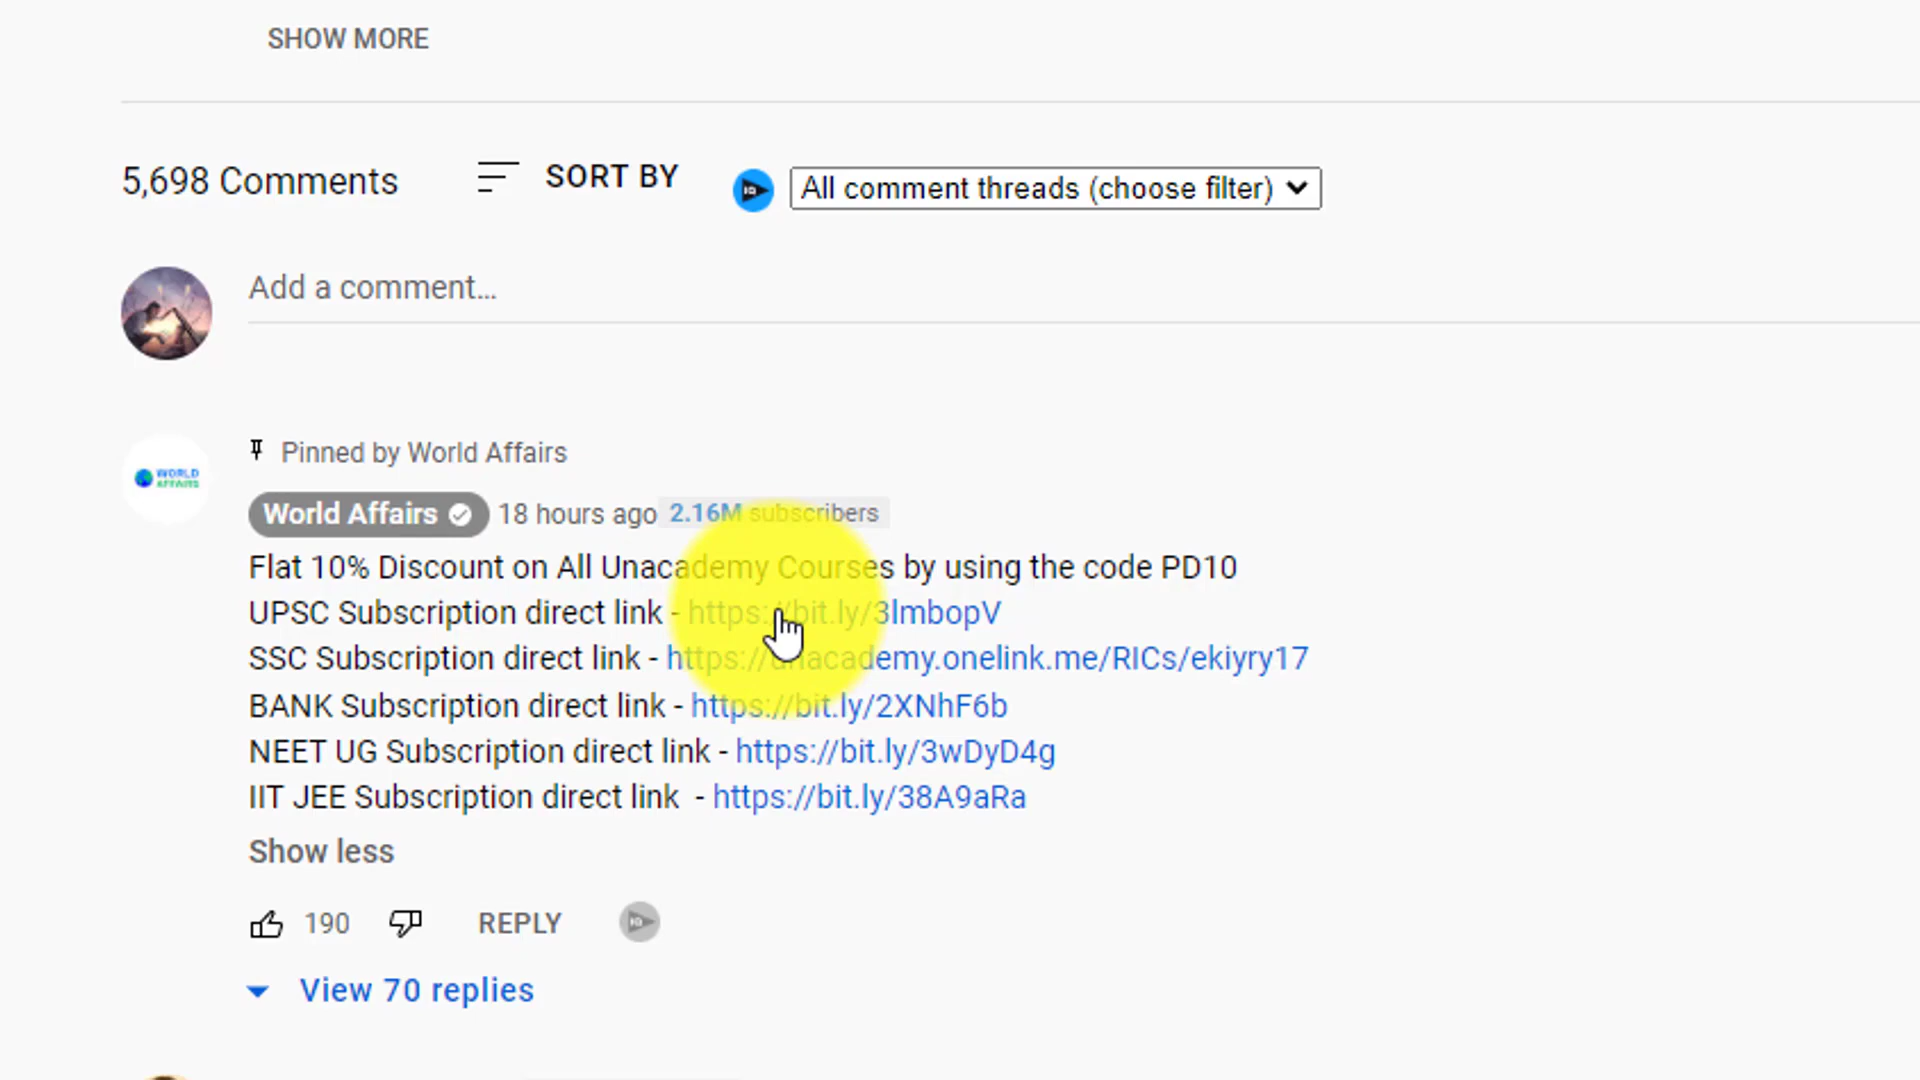 SHOW MORE
5,698 Comments SORT BY All comment threads (choose filter)
Add a comment...
Pinned by World Affairs
WORLD
AFFAIRS
World Affairs 18 hours ago 2.16M subscribers
Flat 10% Discount on All Unacademy Courses by using the code PD10
UPSC Subscription direct link - https://bit.ly/3lmbopV
SSC Subscription direct link - https://unacademy.onelink.me/RICs/ekiyry17
BANK Subscription direct link - https://bit.ly/2XNhF6b
NEET UG Subscription direct link - https://bit.ly/3wDyD4g
IIT JEE Subscription direct link - https://bit.ly/38A9aRa
Show less
190 REPLY
View 70 replies